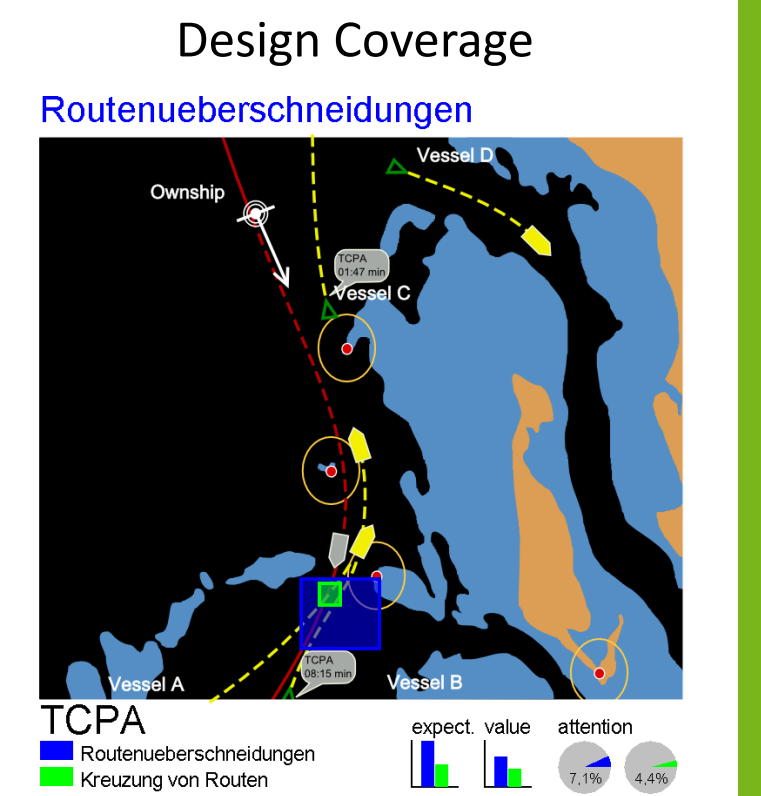 Design Coverage
Routenueberschneidungen
Vessel D
Ownship
TCPA
01:47 min
Vessel C
TCPA
08:15 min
Vessel A
Vessel B
TCPA
expect. value attention
Routenueberschneidungen
Kreuzung von Routen
7,1% 4,4%